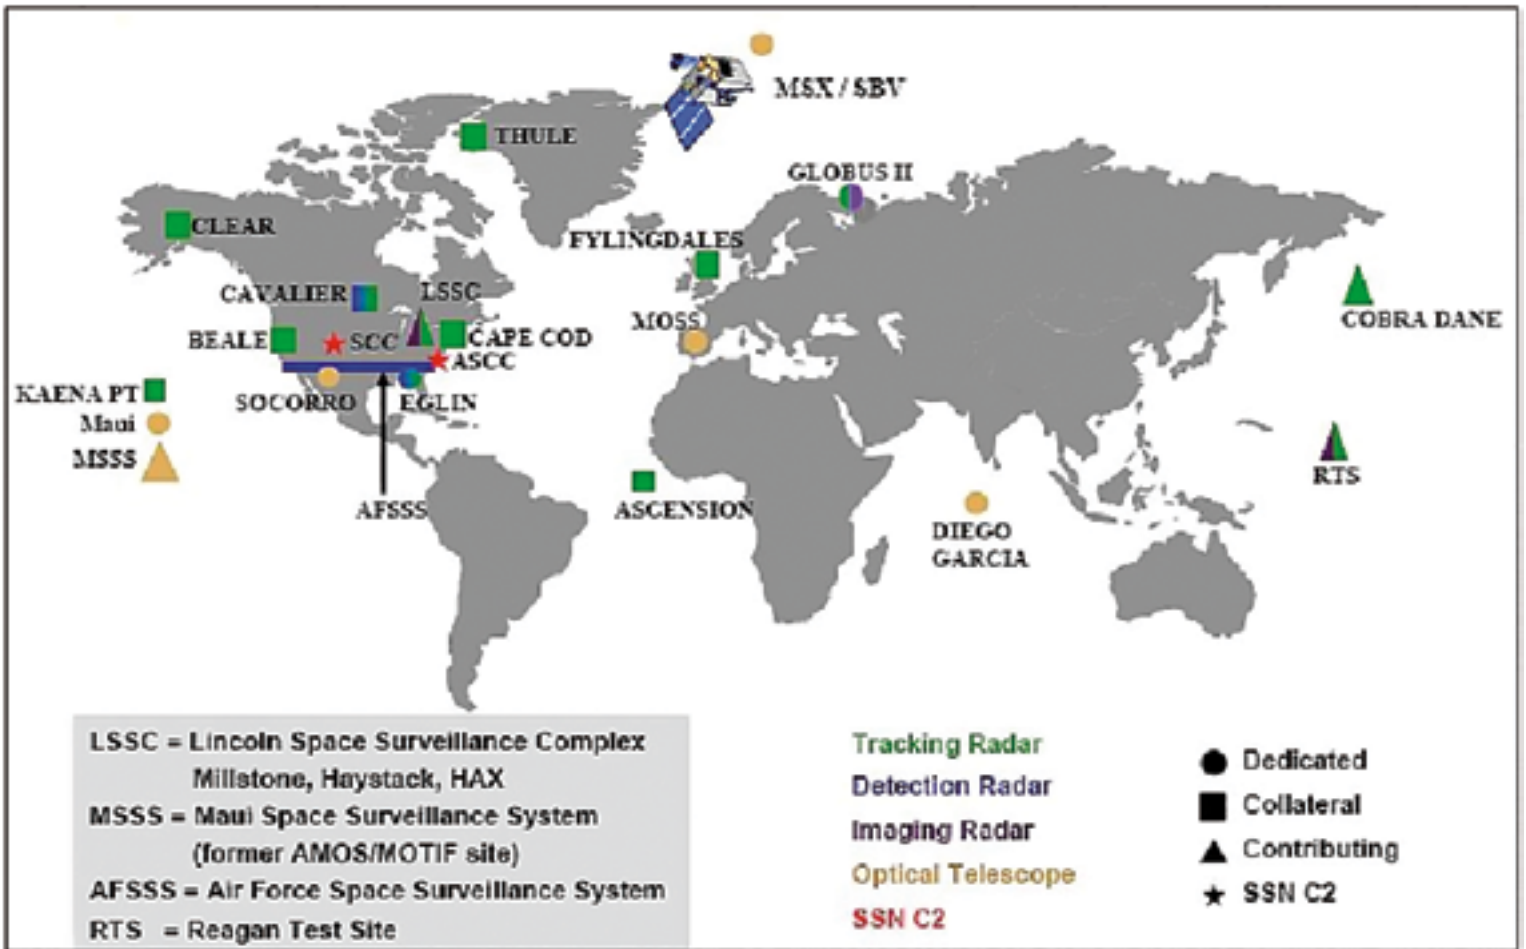 MSX / SBV
THULE
GLOBUS II
CLEAR
FYLINGDALES
CAVALIER
LSSC
MOSS
COBRA DANE
BEALE
SCC
CAPE COD
ASCC
KAENA PT
SOCORRO
EGLIN
Maui
MSSS
RTS
AFSSS
ASCENSION
DIEGO
GARCIA
LSSC = Lincoln Space Surveillance Complex
Millstone, Haystack, HAX
MSSS = Maui Space Surveillance System
(former AMOS/MOTIF site)
AFSSS = Air Force Space Surveillance System
RTS = Reagan Test Site
Tracking Radar
Detection Radar
Imaging Radar
Optical Telescope
SSN C2
Dedicated
Collateral
Contributing
SSN C2